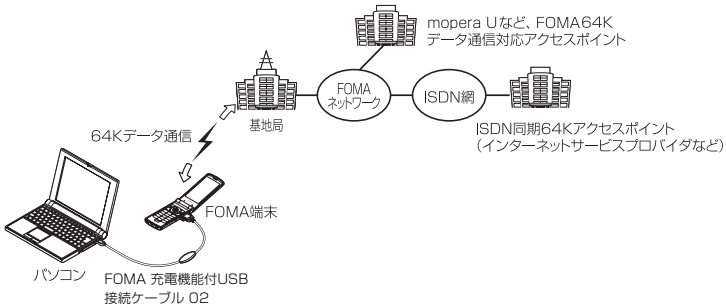 mopera Uなど、FOMA64K
データ通信対応アクセスポイント
FOMA
ネットワーク
ISDN網
基地局
ISDN同期64Kアクセスポイント
(インターネットサービスプロバイダなど)
64Kデータ通信
FOMA端末
パソコン
FOMA 充電機能付USB
接続ケーブル 02